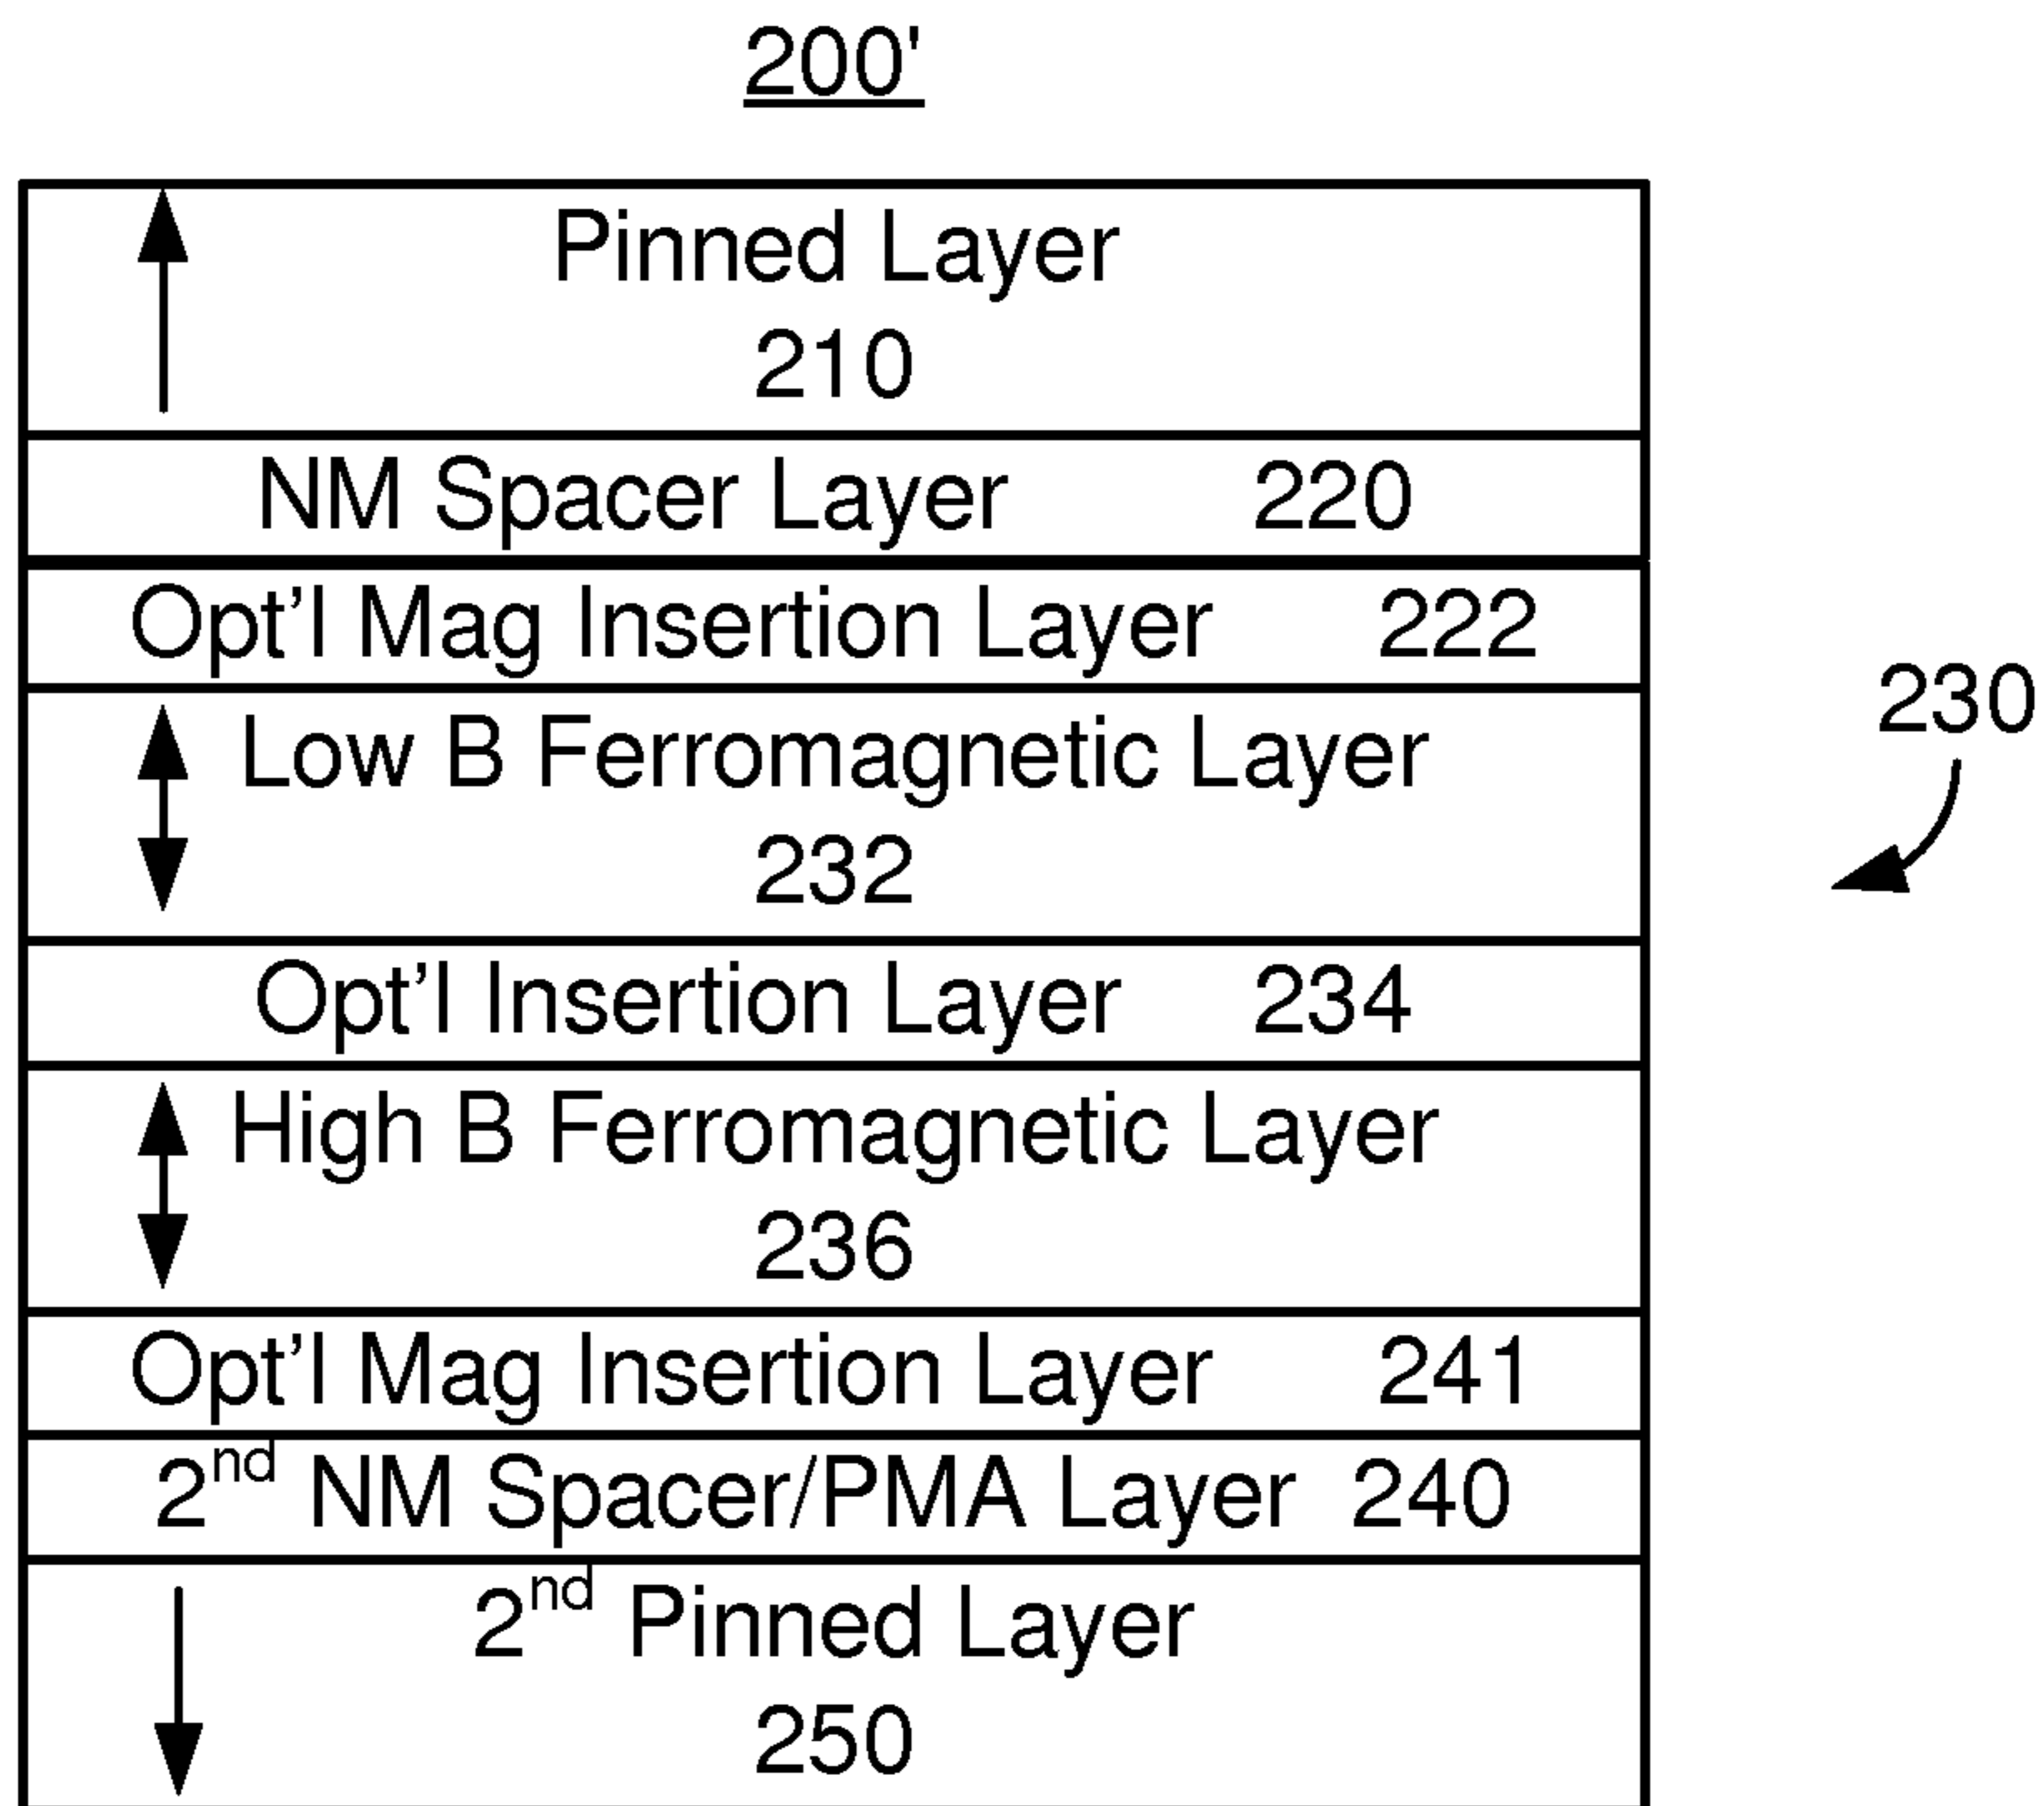 200'
Pinned Layer
210
NM Spacer Layer 220
Opt'l Mag Insertion Layer 222
230
Low B Ferromagnetic Layer
232
Opt'l Insertion Layer 234
High B Ferromagnetic Layer
236
Opt'l Mag Insertion Layer 241
2nd NM Spacer/PMA Layer 240
2nd Pinned Layer
250